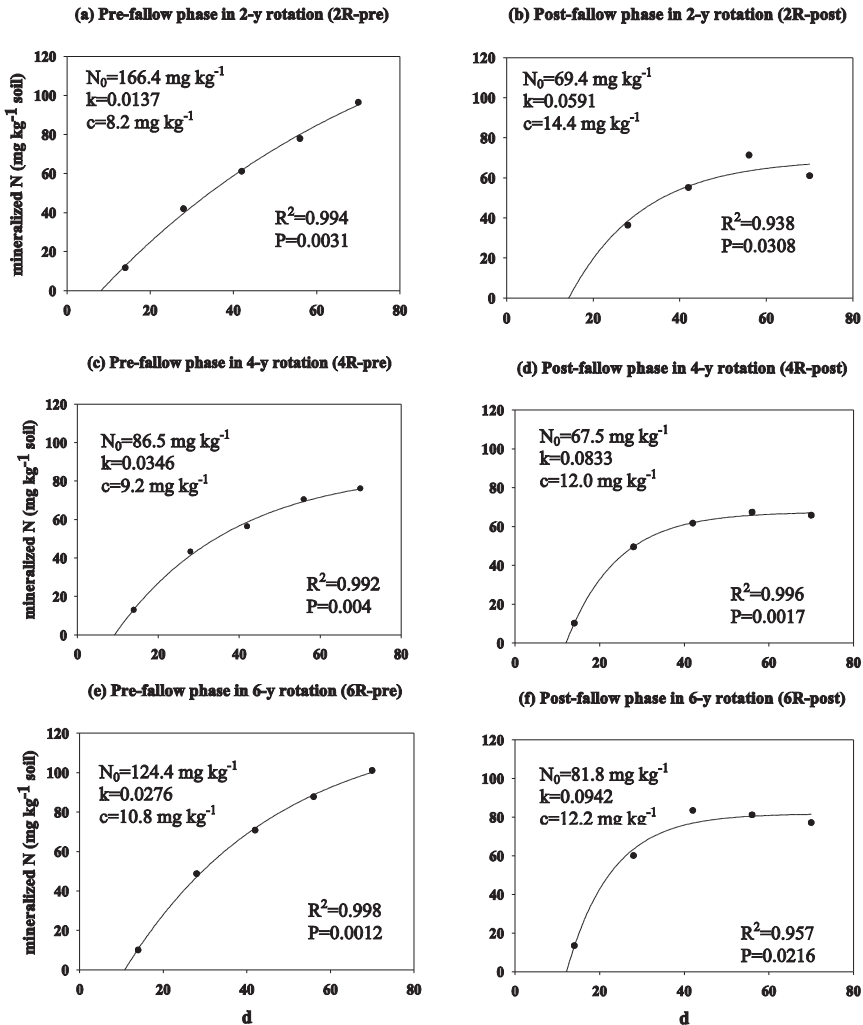 (a) Pre-fallow phase in 2-y rotation (2R-pre)
mineralized N (mg kg⁻¹ soil)
120
100
80
60
40
20
0
N₀=166.4 mg kg⁻¹
k=0.0137
c=8.2 mg kg⁻¹
R²=0.994
P=0.0031
0 20 40 60 80
(b) Post-fallow phase in 2-y rotation (2R-post)
120
100
80
60
40
20
0
N₀=69.4 mg kg⁻¹
k=0.0591
c=14.4 mg kg⁻¹
R²=0.938
P=0.0308
0 20 40 60 80
(c) Pre-fallow phase in 4-y rotation (4R-pre)
mineralized N (mg kg⁻¹ soil)
120
100
80
60
40
20
0
N₀=86.5 mg kg⁻¹
k=0.0346
c=9.2 mg kg⁻¹
R²=0.992
P=0.004
0 20 40 60 80
(d) Post-fallow phase in 4-y rotation (4R-post)
120
100
80
60
40
20
0
N₀=67.5 mg kg⁻¹
k=0.0833
c=12.0 mg kg⁻¹
R²=0.996
P=0.0017
0 20 40 60 80
(e) Pre-fallow phase in 6-y rotation (6R-pre)
mineralized N (mg kg⁻¹ soil)
120
100
80
60
40
20
0
N₀=124.4 mg kg⁻¹
k=0.0276
c=10.8 mg kg⁻¹
R²=0.998
P=0.0012
0 20 40 60 80
d
(f) Post-fallow phase in 6-y rotation (6R-post)
120
100
80
60
40
20
0
N₀=81.8 mg kg⁻¹
k=0.0942
c=12.2 mg kg⁻¹
R²=0.957
P=0.0216
0 20 40 60 80
d